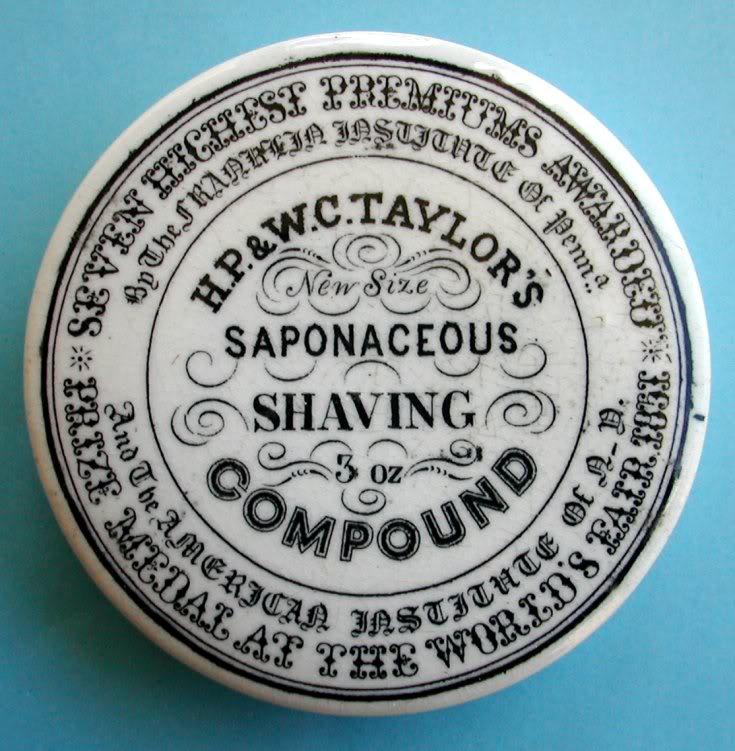 SEVEN HIGHEST PREMIUMS AWARDED
By The FRANKLIN INSTITUTE Of Penna.
H.P.&W.C.TAYLOR'S
New Size
SAPONACEOUS
SHAVING
3 oz
COMPOUND
And The AMERICAN INSTITUTE Of N-Y.
PRIZE MEDAL AT THE WORLD'S FAIR 1851